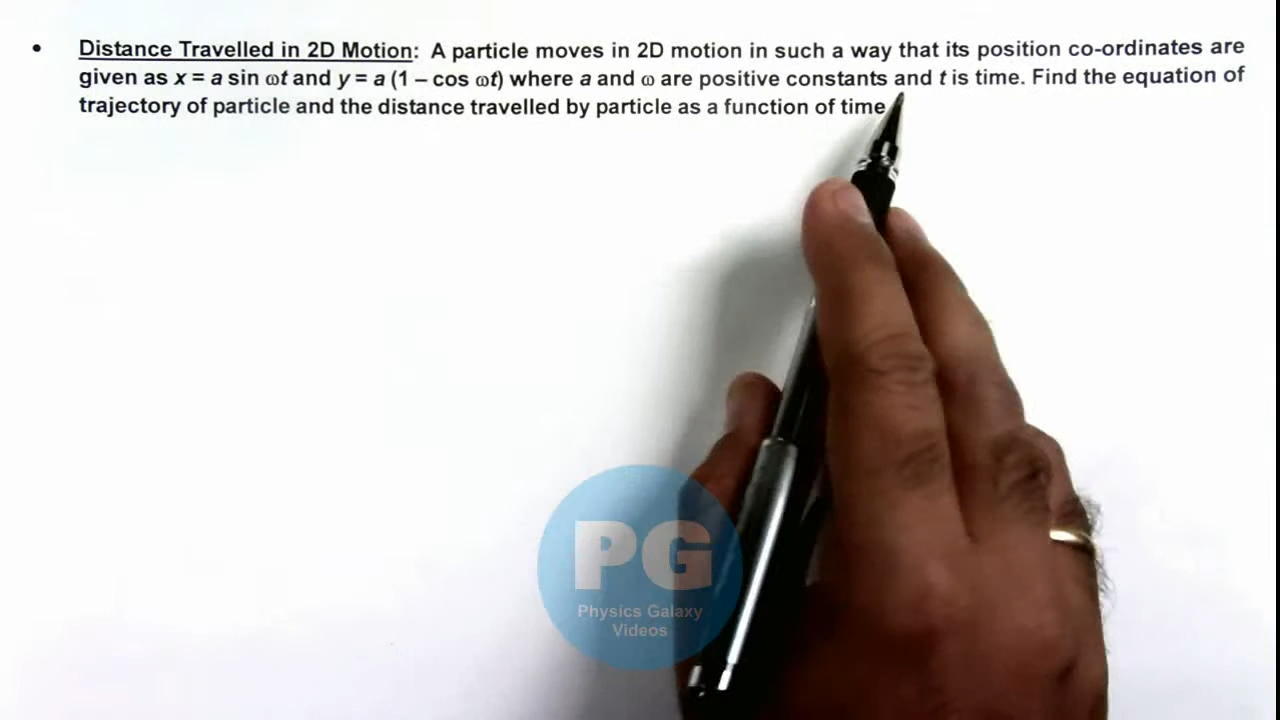 • Distance Travelled in 2D Motion: A particle moves in 2D motion in such a way that its position co-ordinates are
given as x = a sin ωt and y = a (1 – cos ωt) where a and ω are positive constants and t is time. Find the equation of
trajectory of particle and the distance travelled by particle as a function of time
PG
Physics Galaxy
Videos